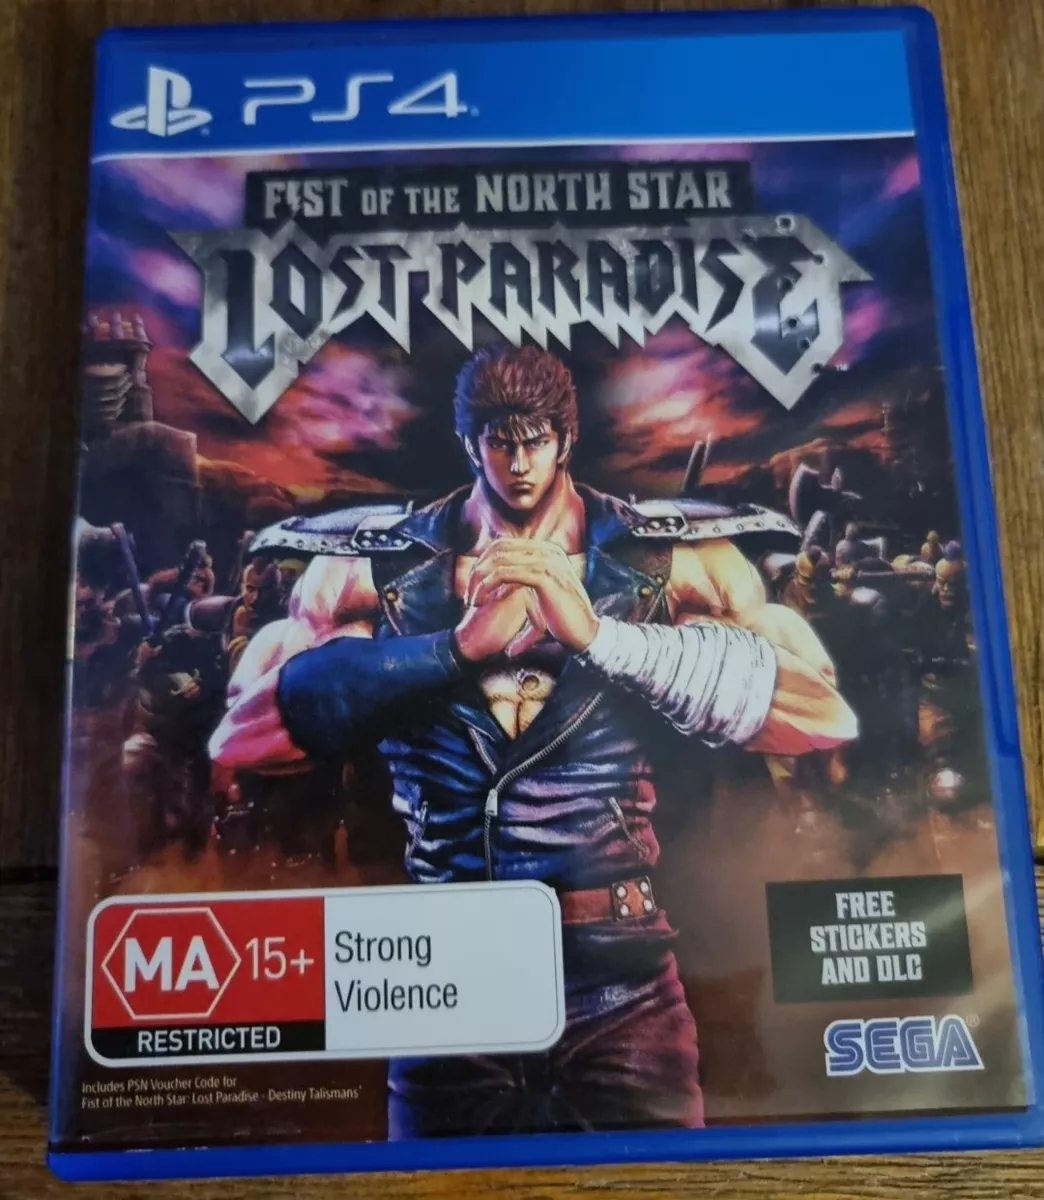 PS4
FIST OF THE NORTH STAR
LOST PARADISE
TM
MA 15+
RESTRICTED
Strong
Violence
FREE
STICKERS
AND DLC
SEGA®
Includes PSN Voucher Code for
Fist of the North Star: Lost Paradise - Destiny Talismans*